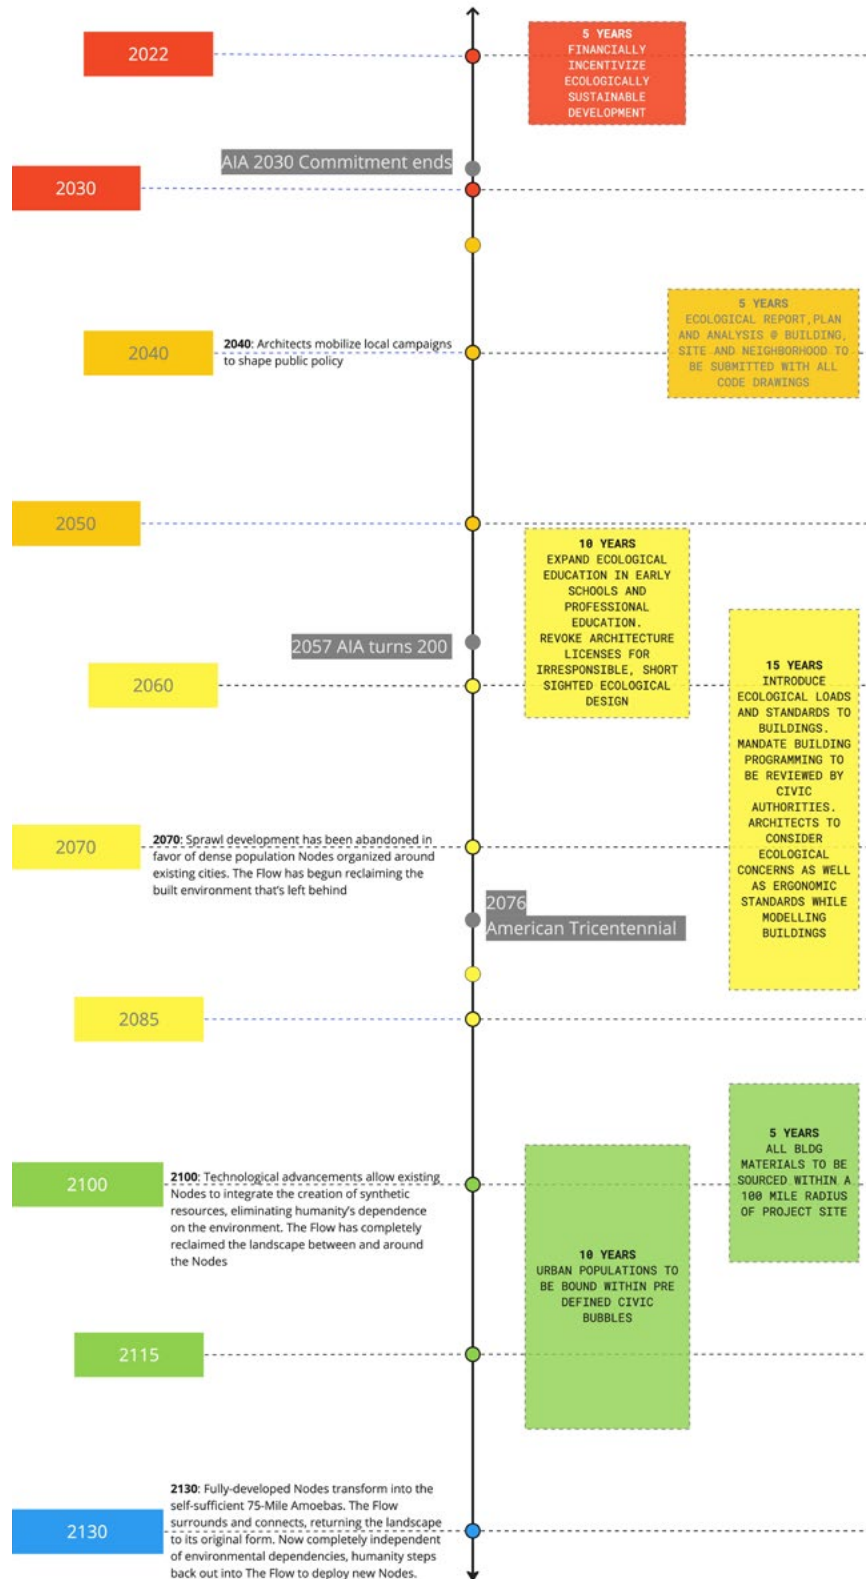 2022
5 YEARS
FINANCIALLY
INCENTIVIZE
ECOLOGICALLY
SUSTAINABLE
DEVELOPMENT
AIA 2030 Commitment ends
2030
5 YEARS
ECOLOGICAL REPORT,PLAN
AND ANALYSIS @ BUILDING,
SITE AND NEIGHBORHOOD TO
BE SUBMITTED WITH ALL
CODE DRAWINGS
2040
2040: Architects mobilize local campaigns
to shape public policy
2050
10 YEARS
EXPAND ECOLOGICAL
EDUCATION IN EARLY
SCHOOLS AND
PROFESSIONAL
EDUCATION.
REVOKE ARCHITECTURE
LICENSES FOR
IRRESPONSIBLE, SHORT
SIGHTED ECOLOGICAL
DESIGN
2057 AIA turns 200
2060
15 YEARS
INTRODUCE
ECOLOGICAL LOADS
AND STANDARDS TO
BUILDINGS.
MANDATE BUILDING
PROGRAMMING TO
BE REVIEWED BY
CIVIC
AUTHORITIES.
ARCHITECTS TO
CONSIDER
ECOLOGICAL
CONCERNS AS WELL
AS ERGONOMIC
STANDARDS WHILE
MODELLING
BUILDINGS
2070
2070: Sprawl development has been abandoned in
favor of dense population Nodes organized around
existing cities. The Flow has begun reclaiming the
built environment that's left behind
2076
American Tricentennial
2085
5 YEARS
ALL BLDG
MATERIALS TO BE
SOURCED WITHIN A
100 MILE RADIUS
OF PROJECT SITE
2100
2100: Technological advancements allow existing
Nodes to integrate the creation of synthetic
resources, eliminating humanity's dependence
on the environment. The Flow has completely
reclaimed the landscape between and around
the Nodes
10 YEARS
URBAN POPULATIONS TO
BE BOUND WITHIN PRE
DEFINED CIVIC
BUBBLES
2115
2130
2130: Fully-developed Nodes transform into the
self-sufficient 75-Mile Amoebas. The Flow
surrounds and connects, returning the landscape
to its original form. Now completely independent
of environmental dependencies, humanity steps
back out into The Flow to deploy new Nodes.